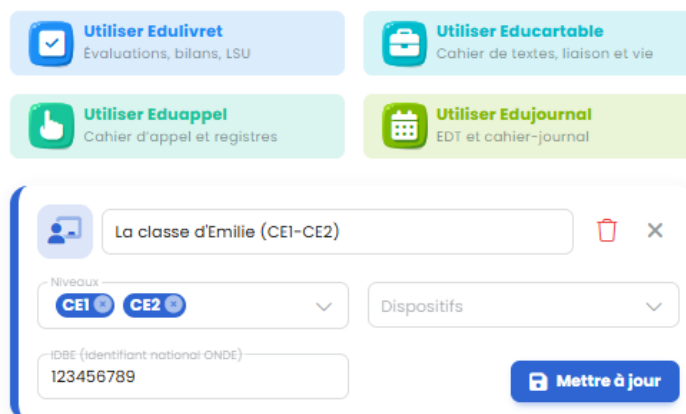 Utiliser Edulivret
Évaluations, bilans, LSU
Utiliser Educartable
Cahier de textes, liaison et vie
Utiliser Eduappel
Cahier d'appel et registres
Utiliser Edujournal
EDT et cahier-journal
La classe d'Emilie (CE1-CE2)
Niveaux
CE1 CE2
Dispositifs
IDBE (Identifiant national ONDE)
123456789
Mettre à jour